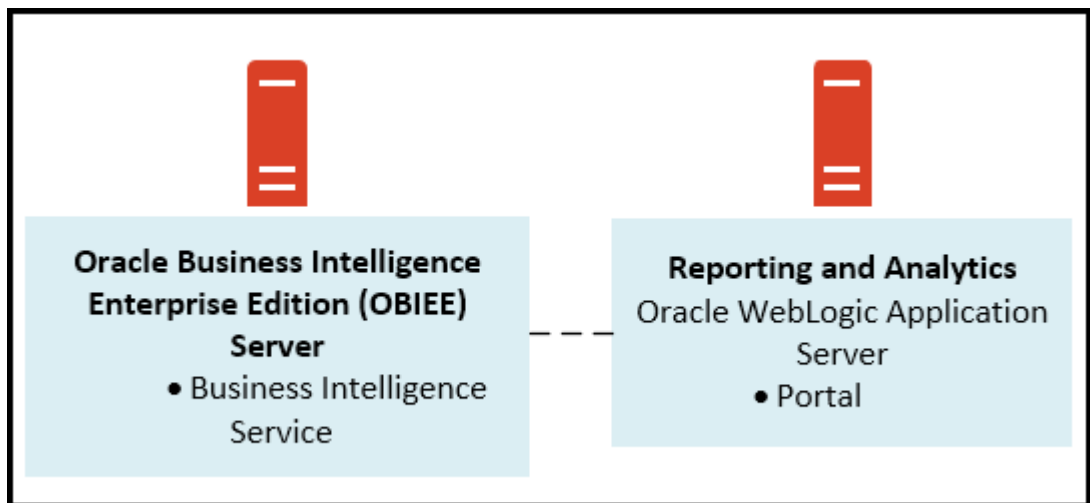 Oracle Business Intelligence
Enterprise Edition (OBIEE)
Server
• Business Intelligence
Service
Reporting and Analytics
Oracle WebLogic Application
Server
• Portal